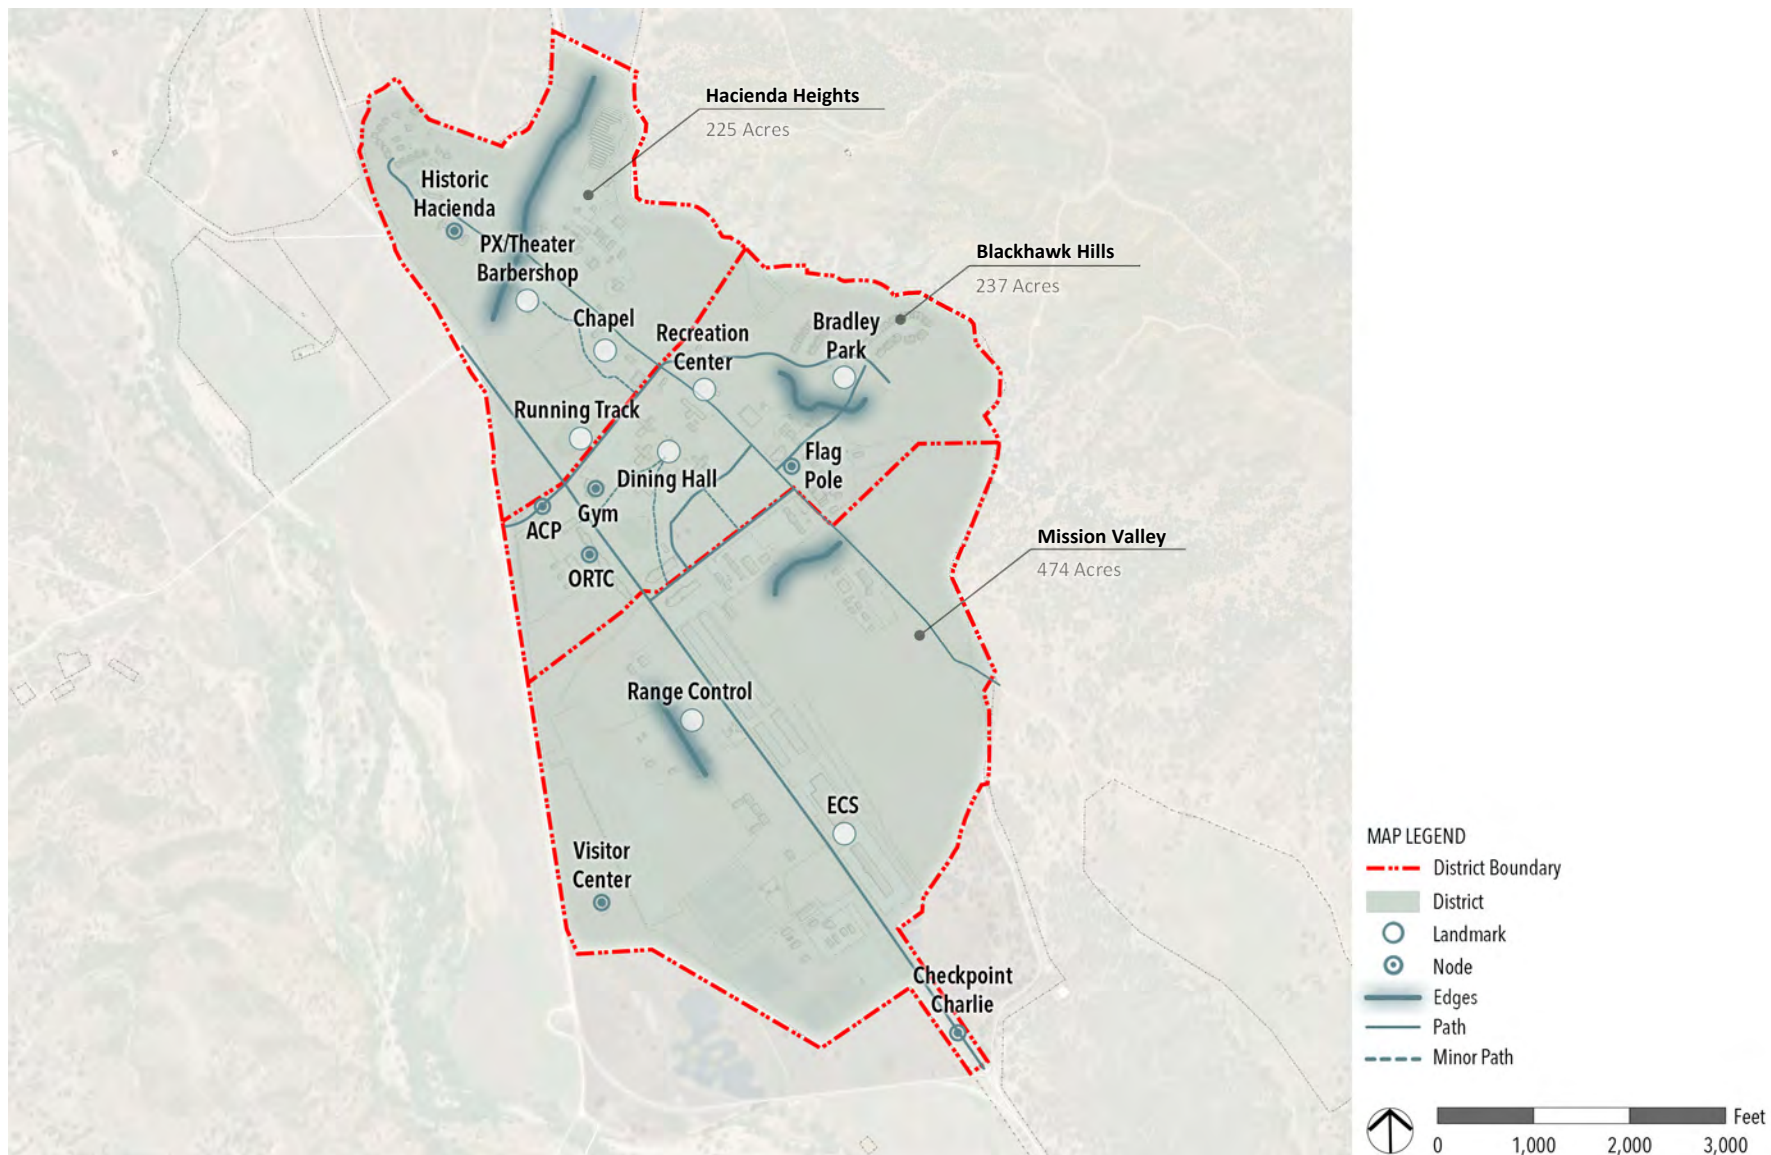 Hacienda Heights
225 Acres
Historic
Hacienda
PX/Theater
Barbershop
Blackhawk Hills
237 Acres
Chapel
Recreation
Center
Bradley
Park
Running Track
Dining Hall
Flag
Pole
Gym
ACP
ORTC
Mission Valley
474 Acres
Range Control
ECS
Visitor
Center
Checkpoint
Charlie
MAP LEGEND
District Boundary
District
Landmark
Node
Edges
Path
Minor Path
Feet
0 1,000 2,000 3,000